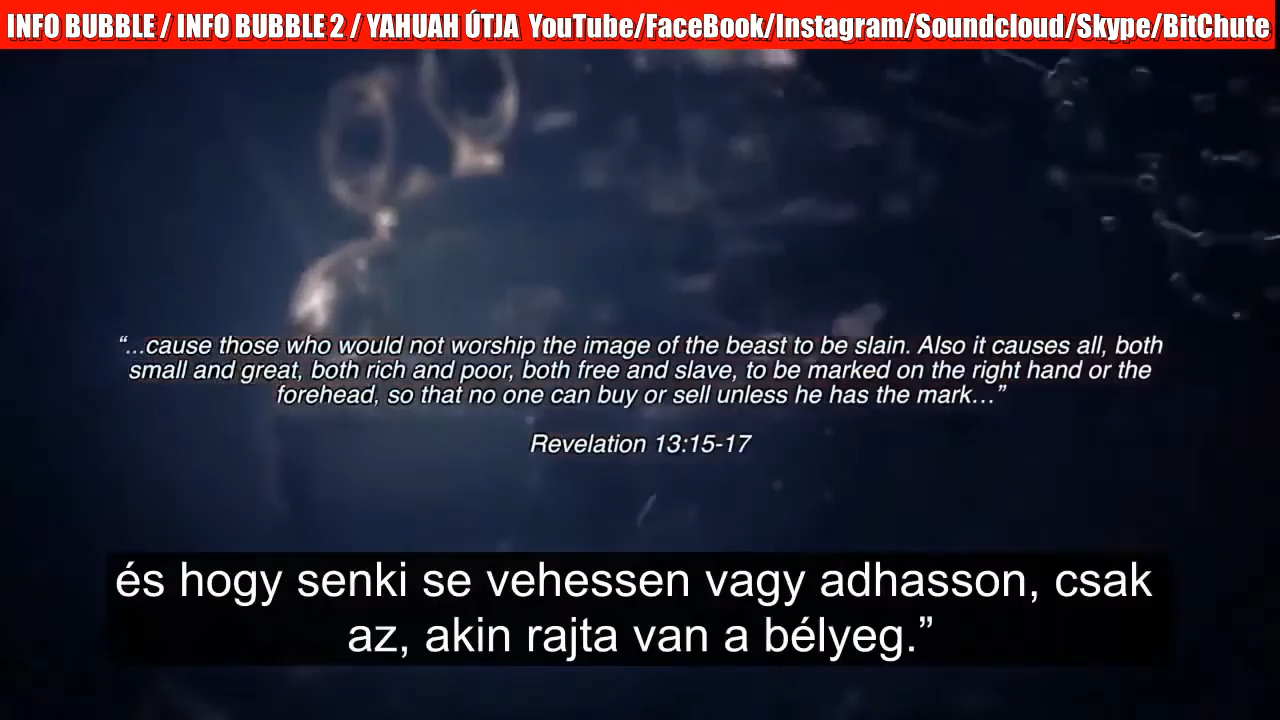 INFO BUBBLE / INFO BUBBLE 2 / YAHUAH ÚTJA YouTube/FaceBook/Instagram/Soundcloud/Skype/BitChute
“...cause those who would not worship the image of the beast to be slain. Also it causes all, both
small and great, both rich and poor, both free and slave, to be marked on the right hand or the
forehead, so that no one can buy or sell unless he has the mark…”
Revelation 13:15-17
és hogy senki se vehessen vagy adhasson, csak
az, akin rajta van a bélyeg.”